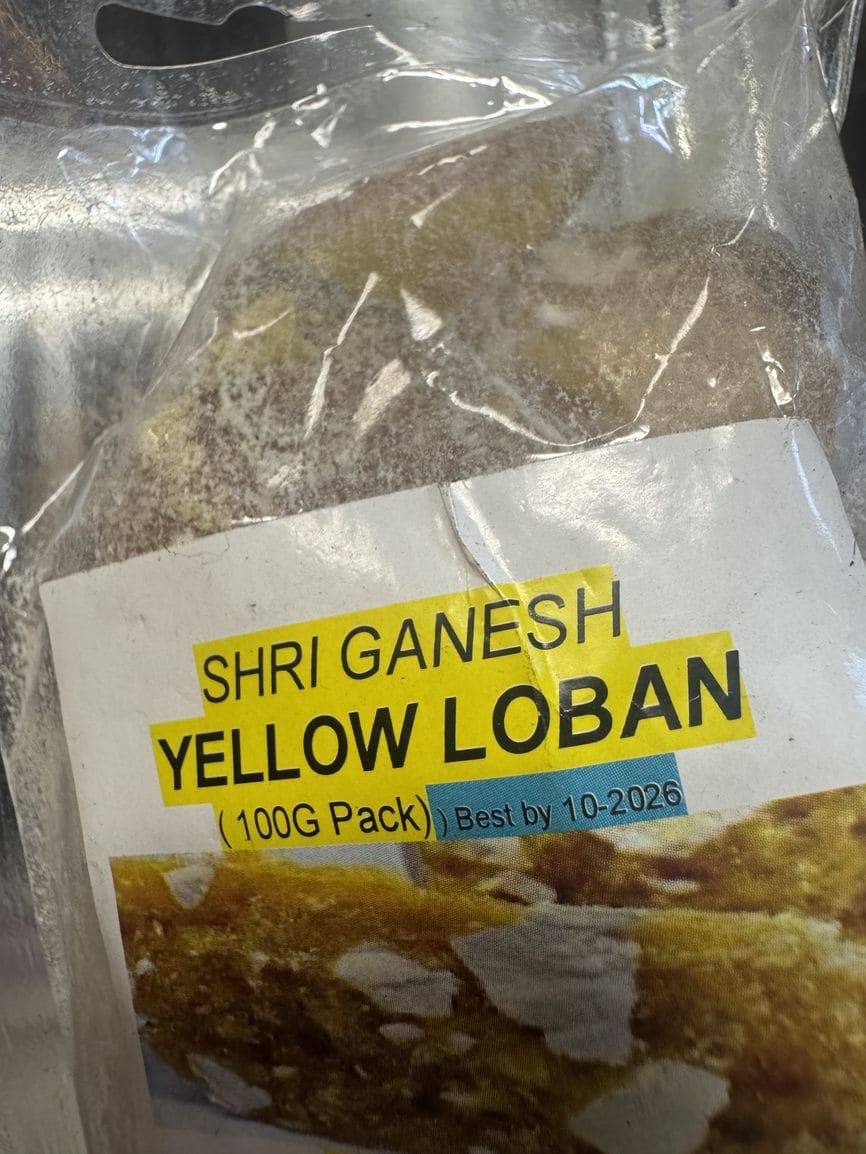 SHRI GANESH
YELLOW LOBAN
(100G Pack) ) Best by 10-2026